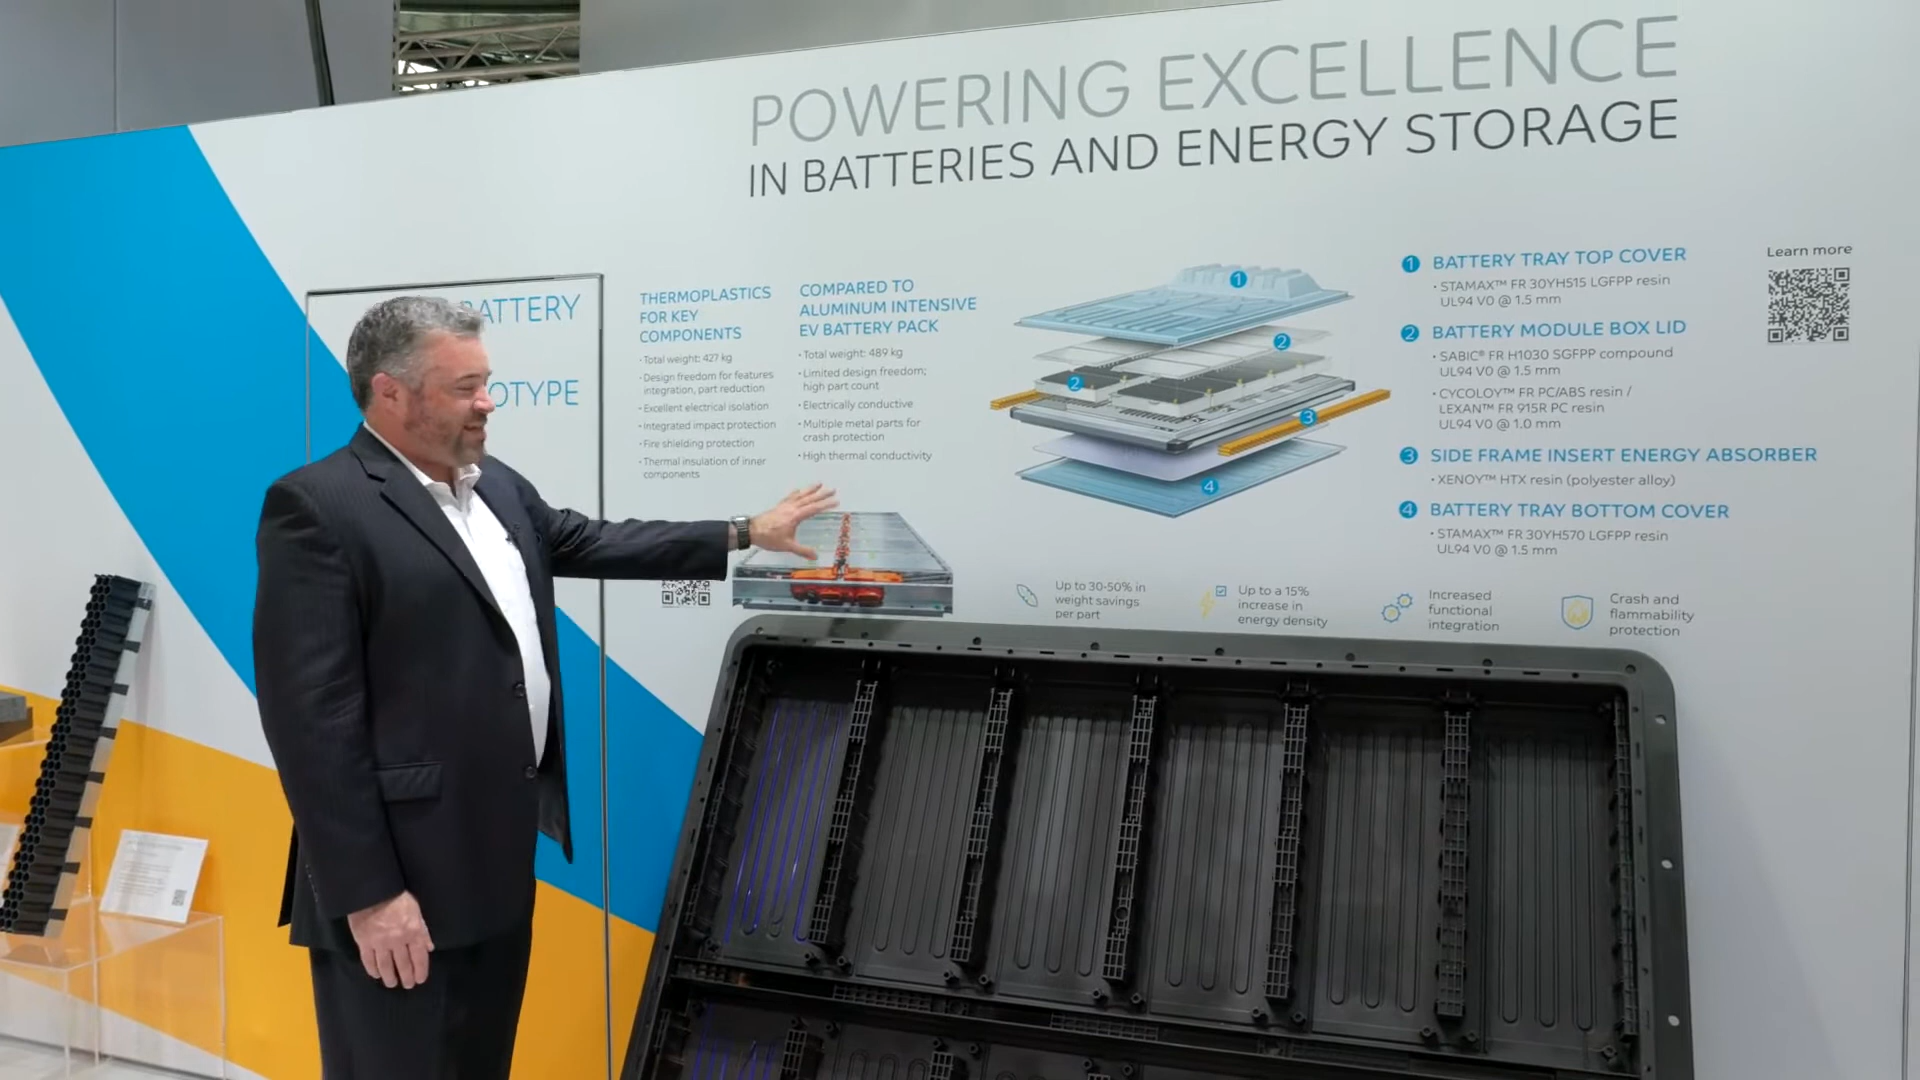 POWERING EXCELLENCE
IN BATTERIES AND ENERGY STORAGE
BATTERY
OTYPE
THERMOPLASTICS
FOR KEY
COMPONENTS
· Total weight: 427 kg
· Design freedom for features
integration, part reduction
· Excellent electrical isolation
· Integrated impact protection
· Fire shielding protection
· Thermal insulation of inner
components
COMPARED TO
ALUMINUM INTENSIVE
EV BATTERY PACK
· Total weight: 489 kg
· Limited design freedom;
high part count
· Electrically conductive
· Multiple metal parts for
crash protection
· High thermal conductivity
1
2
2
3
4
1 BATTERY TRAY TOP COVER
· STAMAX™ FR 30YH515 LGFPP resin
UL94 V0 @ 1.5 mm
2 BATTERY MODULE BOX LID
· SABIC® FR H1030 SGFPP compound
UL94 V0 @ 1.5 mm
· CYCOLOY™ FR PC/ABS resin /
LEXAN™ FR 915R PC resin
UL94 V0 @ 1.0 mm
3 SIDE FRAME INSERT ENERGY ABSORBER
· XENOY™ HTX resin (polyester alloy)
4 BATTERY TRAY BOTTOM COVER
· STAMAX™ FR 30YH570 LGFPP resin
UL94 V0 @ 1.5 mm
Learn more
Up to 30-50% in
weight savings
per part
Up to a 15%
increase in
energy density
Increased
functional
integration
Crash and
flammability
protection